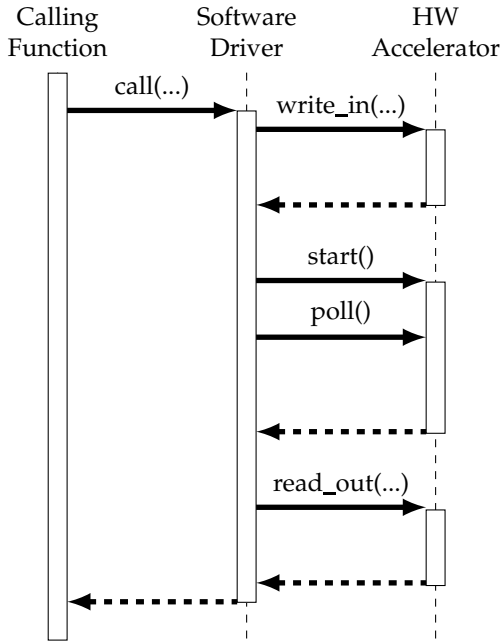 Calling
Function
Software
Driver
HW
Accelerator
call(...)
write_in(...)
start()
poll()
read_out(...)